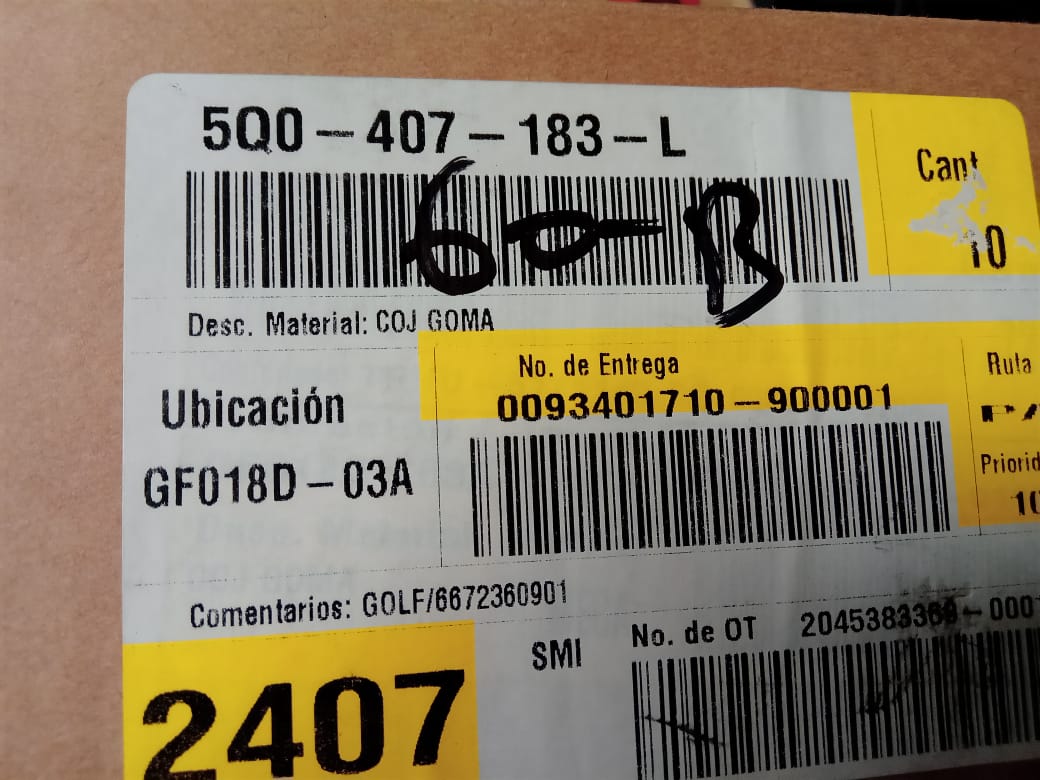 5Q0-407-183-L
Cant
10
60-B
Desc. Material: COJ GOMA
No. de Entrega
0093401710-900001
Ruta
Ubicación
GF018D-03A
Comentarios: GOLF/6672360901
SMI
No. de OT
2407